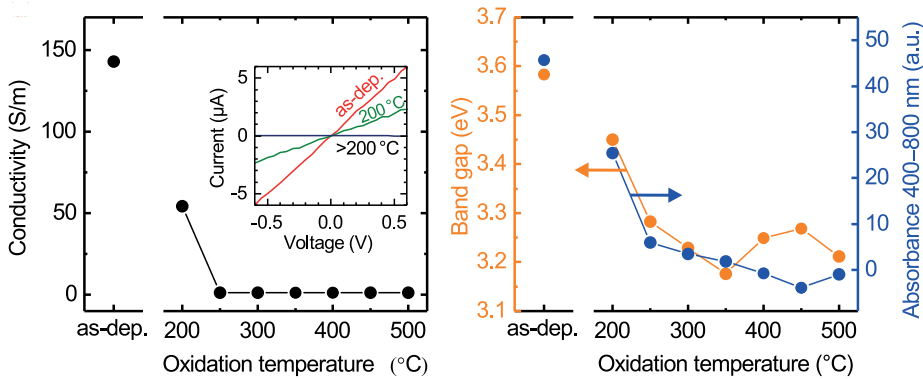 150
100
50
0
Conductivity (S/m)
as-dep.
200
300
400
500
Oxidation temperature (°C)
5
0
−5
Current (μA)
as-dep.
200 °C
>200 °C
0.0
0.5
Voltage (V)
3.7
3.6
3.5
3.4
3.3
3.2
3.1
Band gap (eV)
as-dep.
200
300
400
500
Oxidation temperature (°C)
50
40
30
20
10
0
Absorbance 400–800 nm (a.u.)